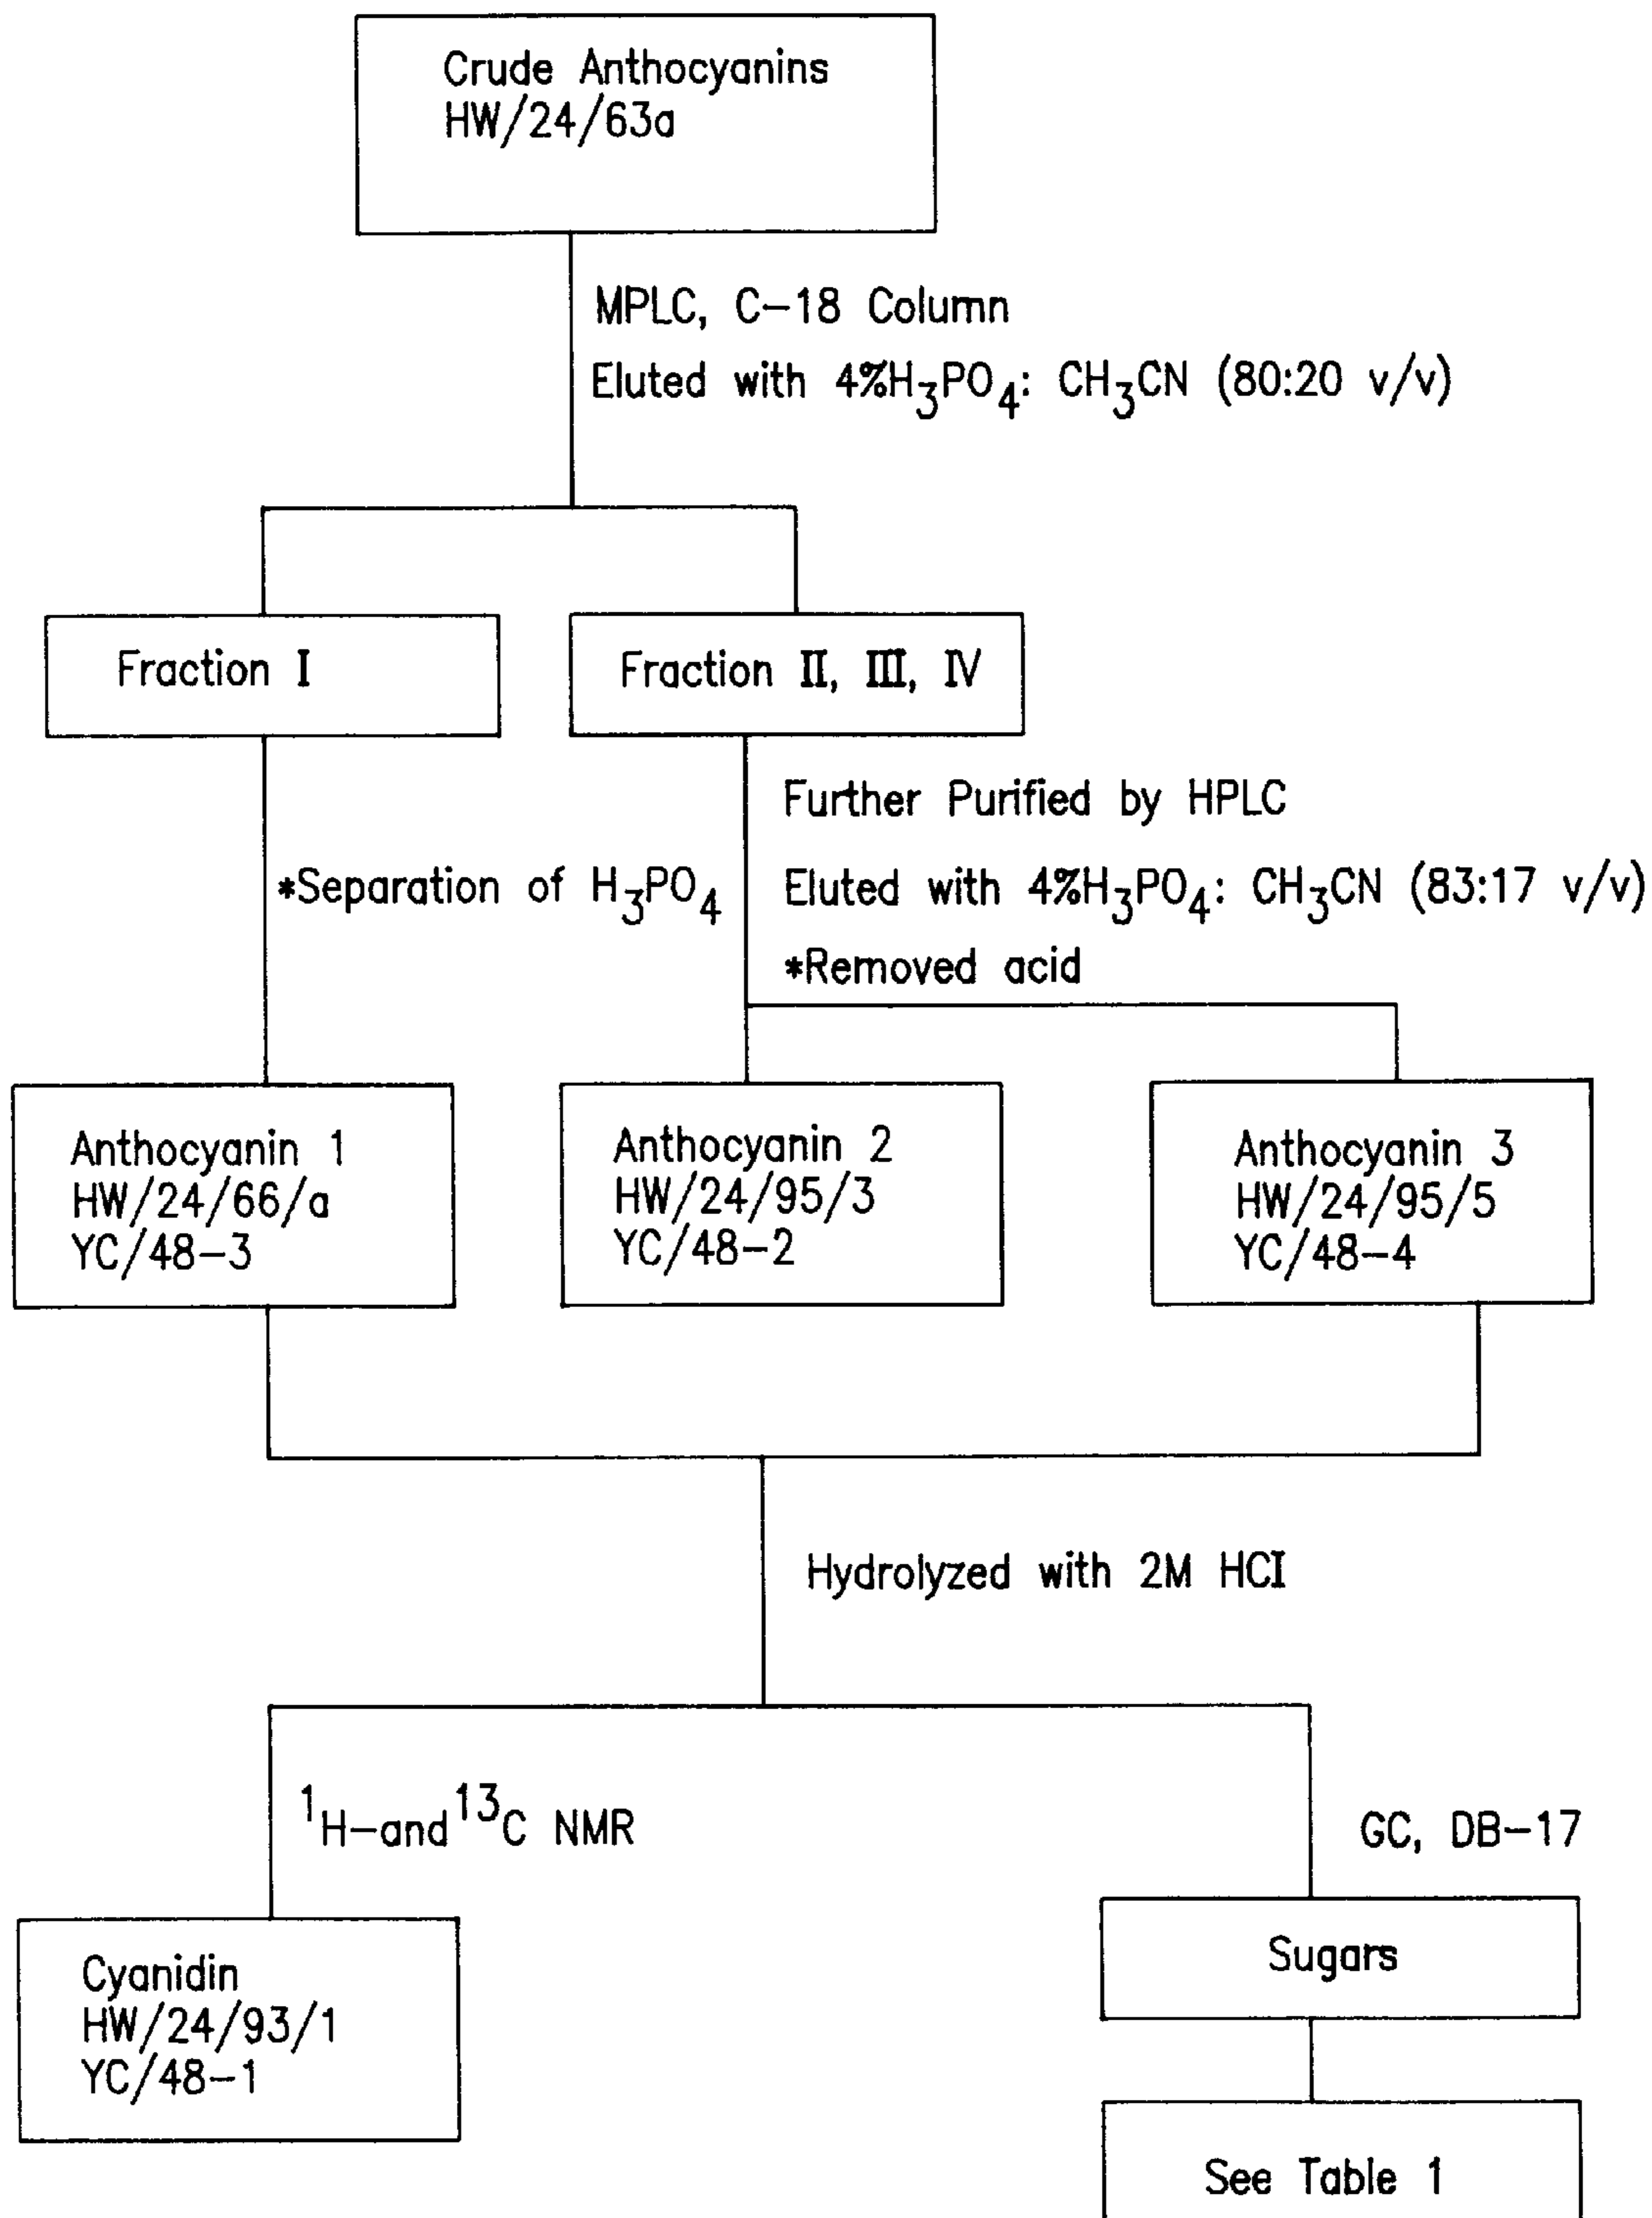 Crude Anthocyanins
HW/24/63a
MPLC, C-18 Column
Eluted with 4%H₃PO₄: CH₃CN (80:20 v/v)
Fraction I
Fraction II, III, IV
Further Purified by HPLC
*Separation of H₃PO₄
Eluted with 4%H₃PO₄: CH₃CN (83:17 v/v)
*Removed acid
Anthocyanin 1
HW/24/66/a
YC/48-3
Anthocyanin 2
HW/24/95/3
YC/48-2
Anthocyanin 3
HW/24/95/5
YC/48-4
Hydrolyzed with 2M HCl
¹H-and ¹³C NMR
GC, DB-17
Cyanidin
HW/24/93/1
YC/48-1
Sugars
See Table 1